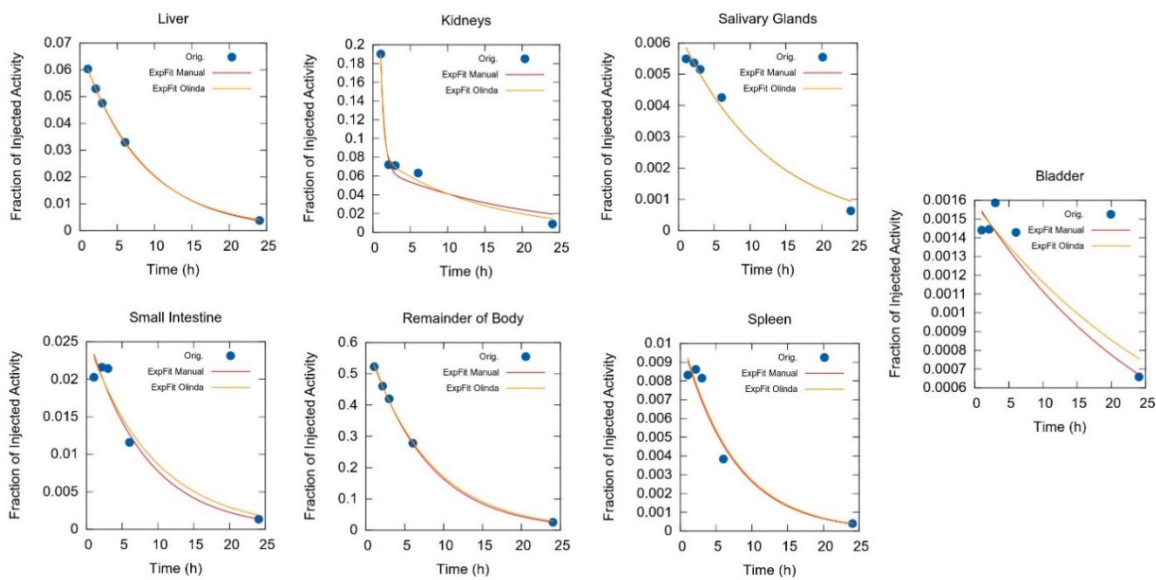 Liver
Fraction of Injected Activity
0.07
0.06
0.05
0.04
0.03
0.02
0.01
0
Orig.
ExpFit Manual
ExpFit Olinda
0 5 10 15 20 25
Time (h)
Kidneys
Fraction of Injected Activity
0.2
0.18
0.16
0.14
0.12
0.1
0.08
0.06
0.04
0.02
0
Orig.
ExpFit Manual
ExpFit Olinda
0 5 10 15 20 25
Time (h)
Salivary Glands
Fraction of Injected Activity
0.006
0.005
0.004
0.003
0.002
0.001
0
Orig.
ExpFit Manual
ExpFit Olinda
0 5 10 15 20 25
Time (h)
Bladder
Fraction of Injected Activity
0.0016
0.0015
0.0014
0.0013
0.0012
0.0011
0.001
0.0009
0.0008
0.0007
0.0006
Orig.
ExpFit Manual
ExpFit Olinda
0 5 10 15 20 25
Time (h)
Small Intestine
Fraction of Injected Activity
0.025
0.02
0.015
0.01
0.005
0
Orig.
ExpFit Manual
ExpFit Olinda
0 5 10 15 20 25
Time (h)
Remainder of Body
Fraction of Injected Activity
0.6
0.5
0.4
0.3
0.2
0.1
0
Orig.
ExpFit Manual
ExpFit Olinda
0 5 10 15 20 25
Time (h)
Spleen
Fraction of Injected Activity
0.01
0.009
0.008
0.007
0.006
0.005
0.004
0.003
0.002
0.001
0
Orig.
ExpFit Manual
ExpFit Olinda
0 5 10 15 20 25
Time (h)